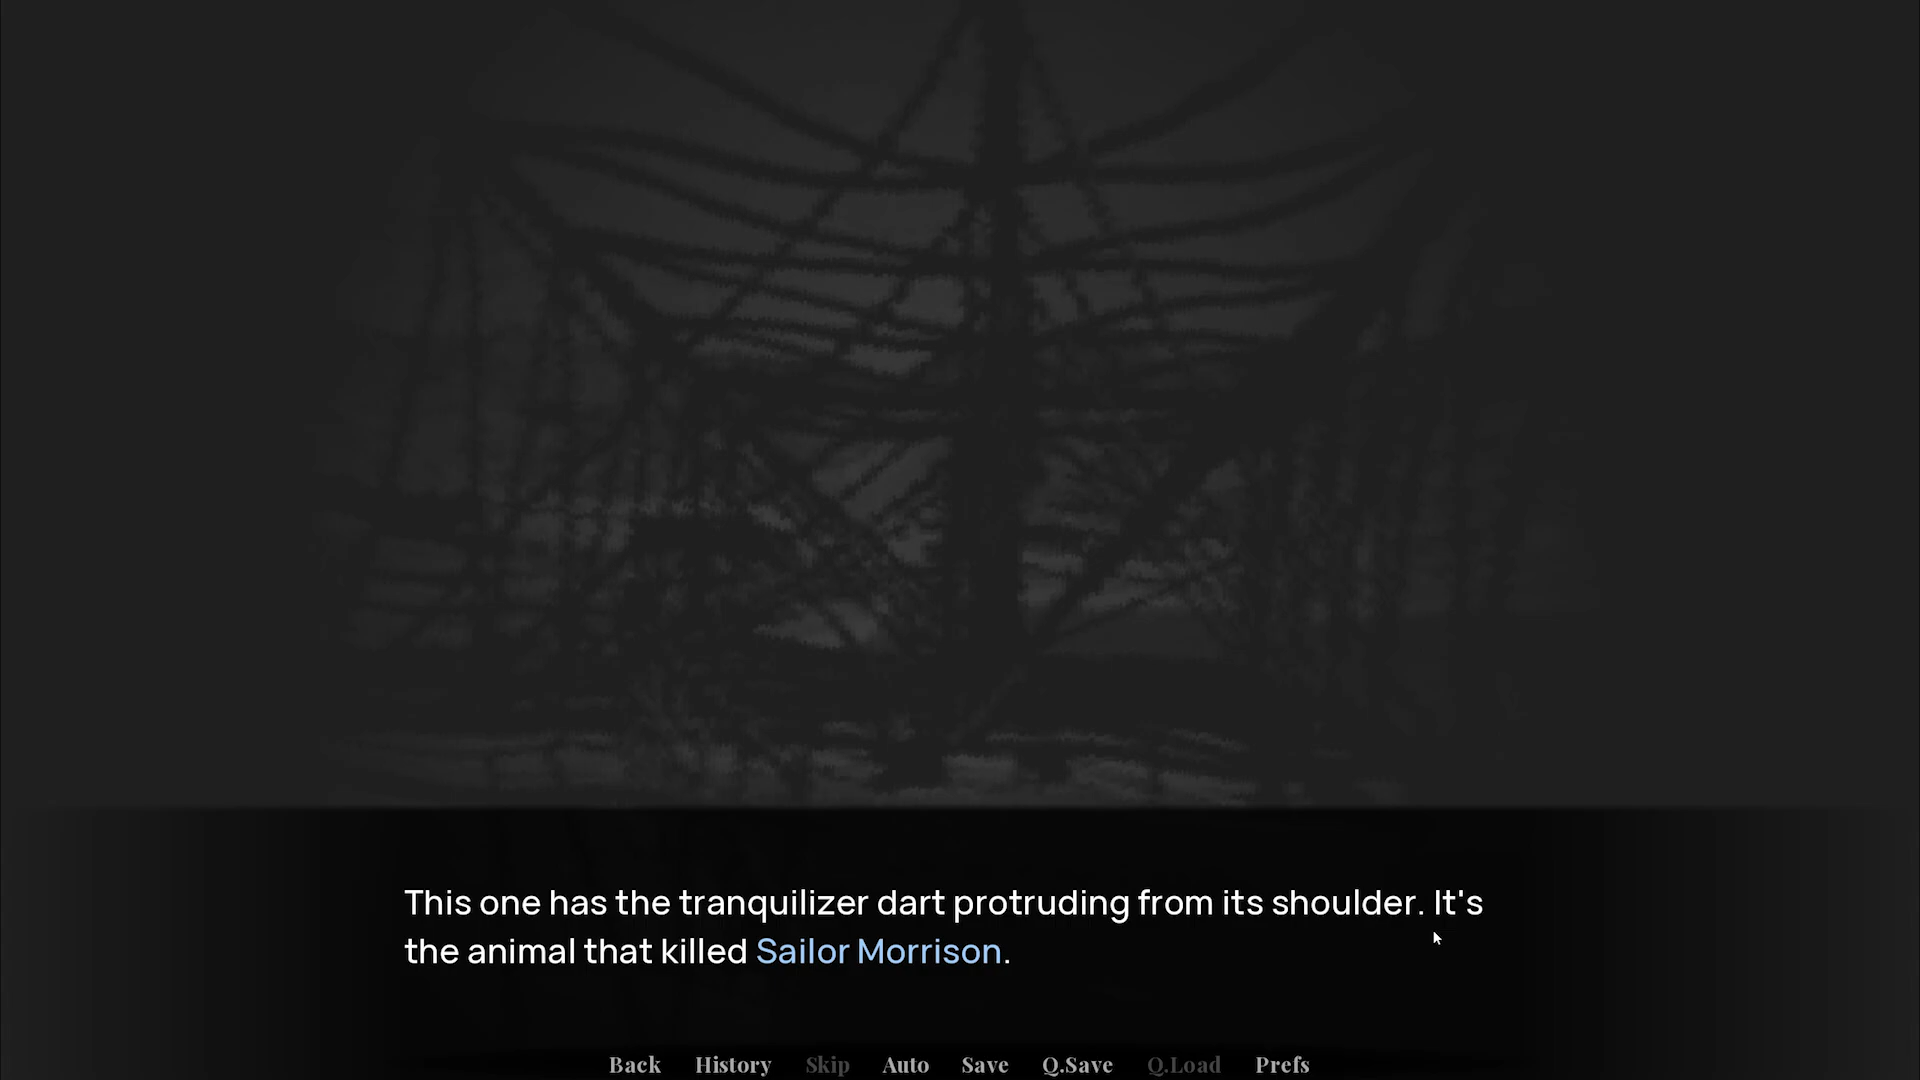 This one has the tranquilizer dart protruding from its shoulder. It's
the animal that killed Sailor Morrison.
Back History Skip Auto Save Q.Save Q.Load Prefs